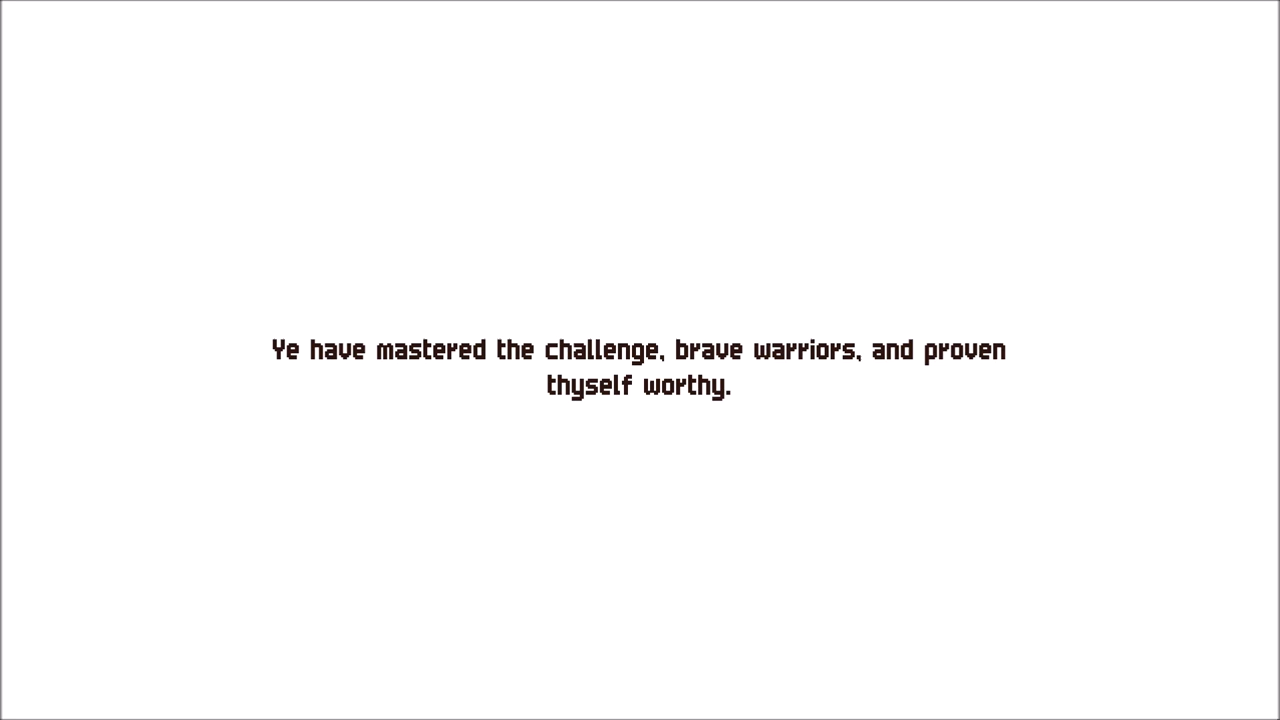 Ye have mastered the challenge, brave warriors, and proven
thyself worthy.